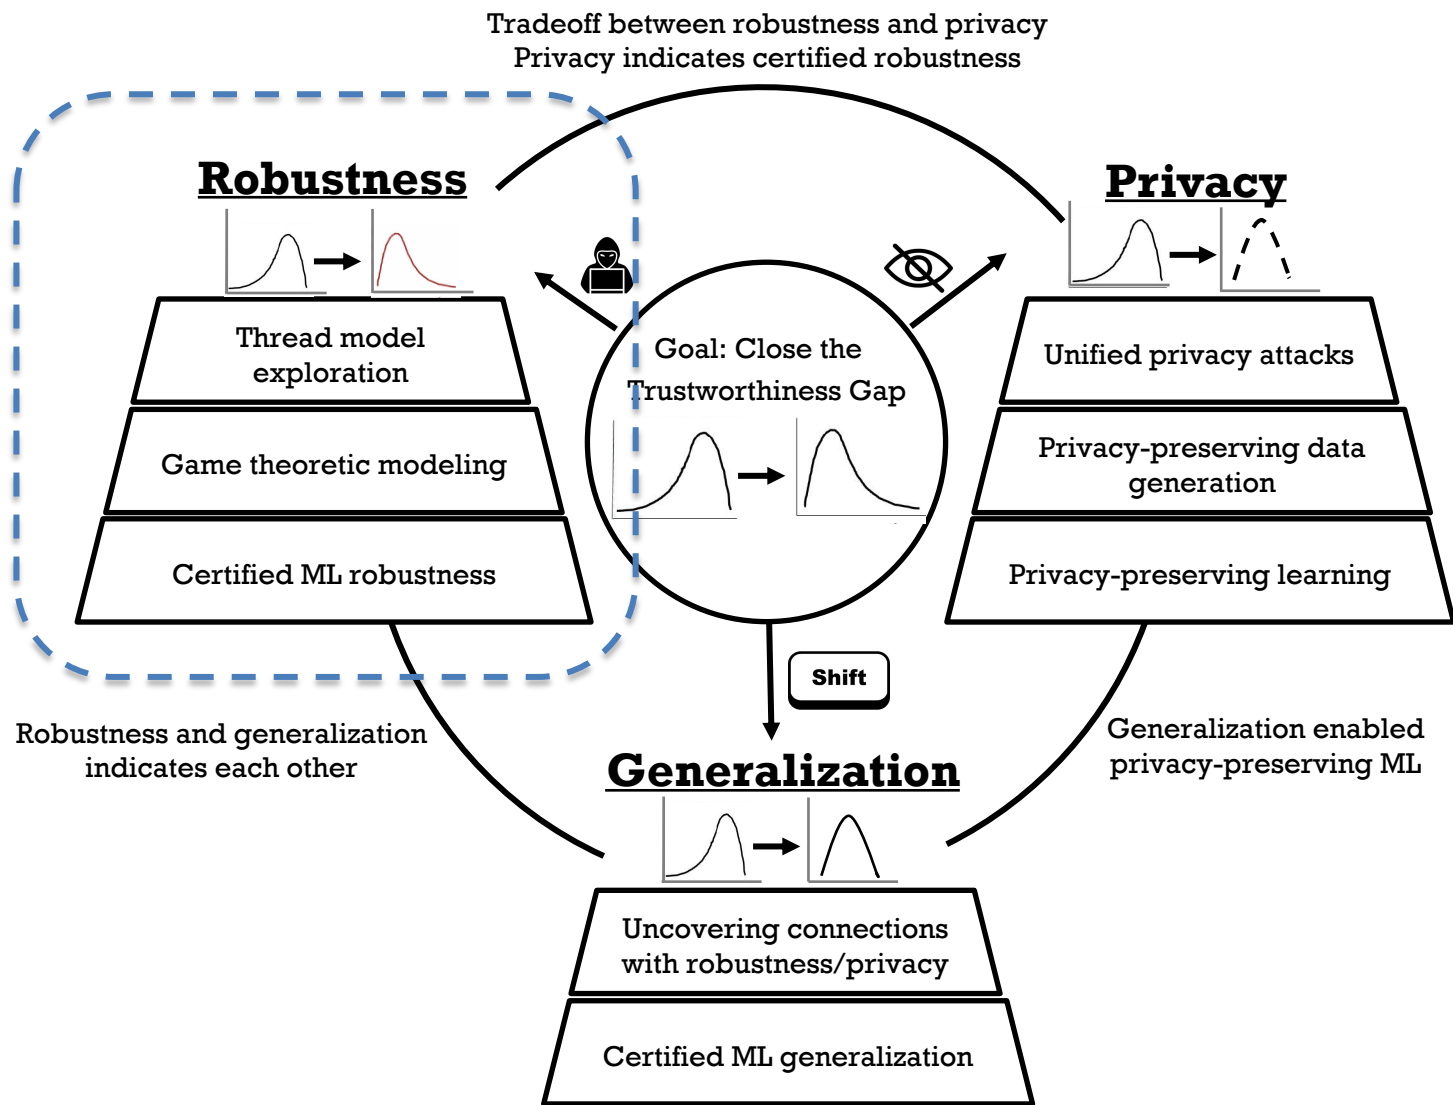 Tradeoff between robustness and privacy
Privacy indicates certified robustness
Robustness
Thread model
exploration
Game theoretic modeling
Certified ML robustness
Goal: Close the
Trustworthiness Gap
Privacy
Unified privacy attacks
Privacy-preserving data
generation
Privacy-preserving learning
Shift
Robustness and generalization
indicates each other
Generalization enabled
privacy-preserving ML
Generalization
Uncovering connections
with robustness/privacy
Certified ML generalization